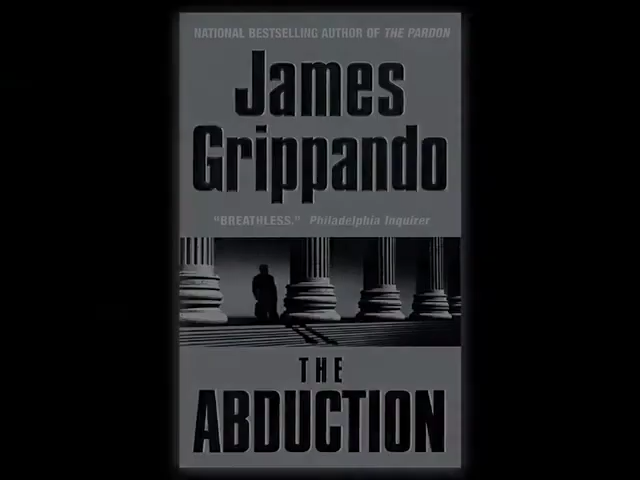 NATIONAL BESTSELLING AUTHOR OF THE PARDON
James
Grippando
"BREATHLESS." Philadelphia Inquirer
THE
ABDUCTION